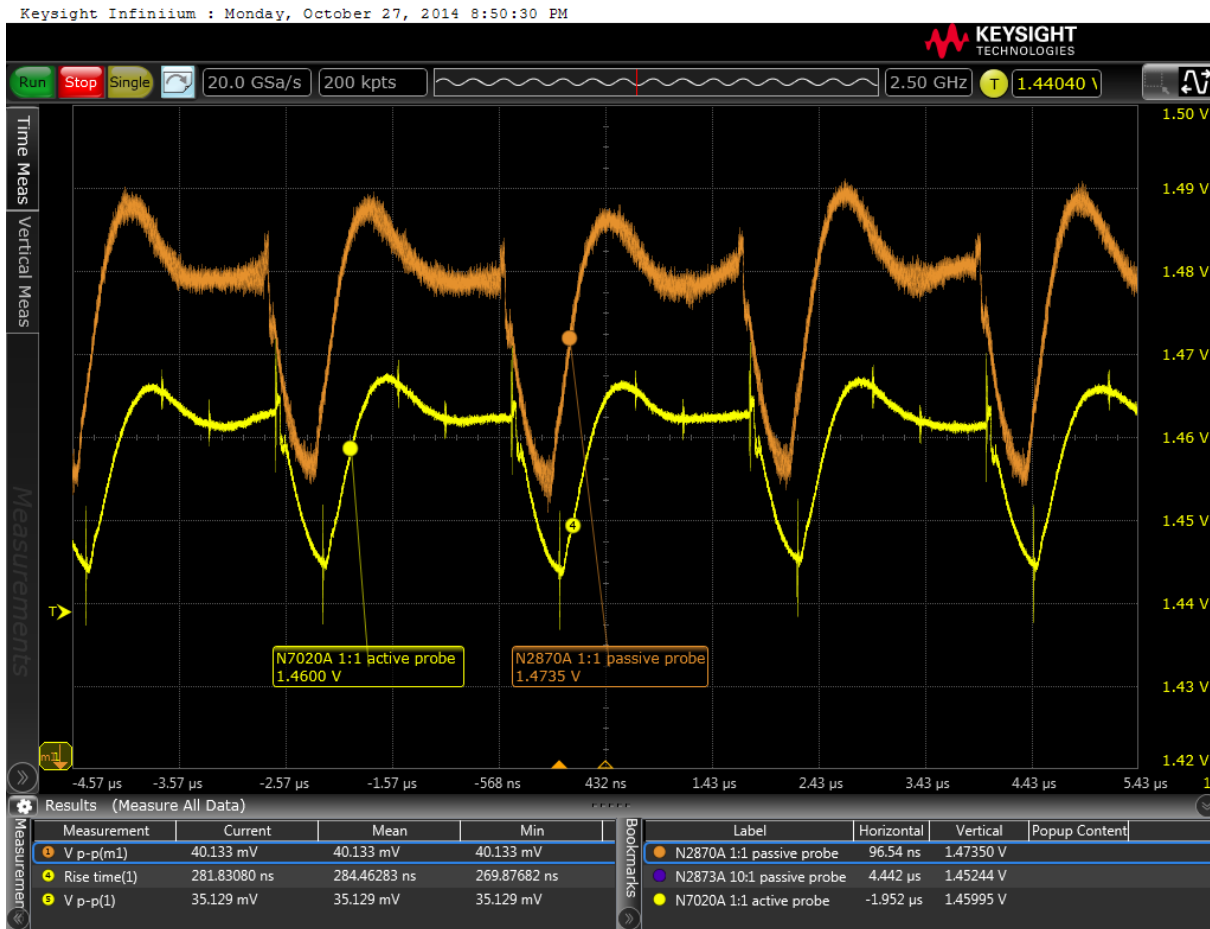 Keysight Infiniium : Monday, October 27, 2014 8:50:30 PM
KEYSIGHT
TECHNOLOGIES
Run Stop Single 20.0 GSa/s 200 kpts 2.50 GHz T 1.44040 V
Time Meas
Vertical Meas
Measurements
1.50 V
1.49 V
1.48 V
1.47 V
1.46 V
1.45 V
1.44 V
1.43 V
1.42 V
4
T
N7020A 1:1 active probe
1.4600 V
N2870A 1:1 passive probe
1.4735 V
m1
-4.57 µs -3.57 µs -2.57 µs -1.57 µs -568 ns 432 ns 1.43 µs 2.43 µs 3.43 µs 4.43 µs 5.43 µs 1
Results (Measure All Data)
Measuremen
Measurement Current Mean Min
1 V p-p(m1) 40.133 mV 40.133 mV 40.133 mV
4 Rise time(1) 281.83080 ns 284.46283 ns 269.87682 ns
5 V p-p(1) 35.129 mV 35.129 mV 35.129 mV
Bookmarks
Label Horizontal Vertical Popup Content
N2870A 1:1 passive probe 96.54 ns 1.47350 V
N2873A 10:1 passive probe 4.442 µs 1.45244 V
N7020A 1:1 active probe -1.952 µs 1.45995 V